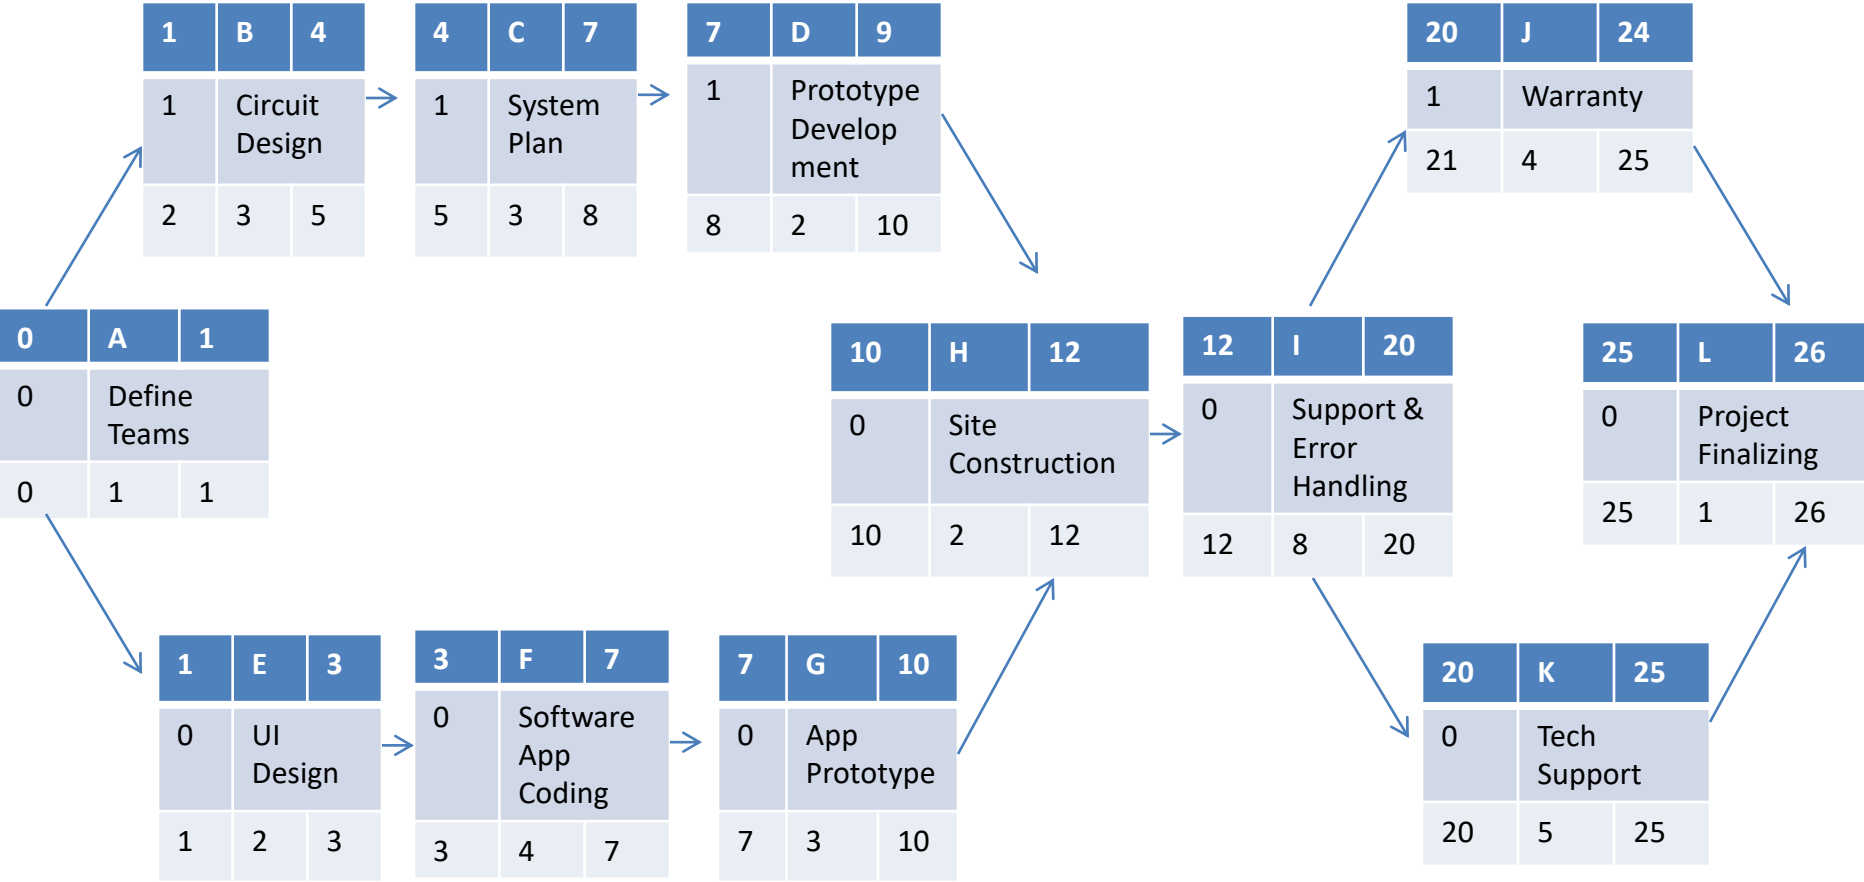 1 B 4
1 Circuit
Design
2 3 5
4 C 7
1 System
Plan
5 3 8
7 D 9
1 Prototype
Develop
ment
8 2 10
20 J 24
1 Warranty
21 4 25
0 A 1
0 Define
Teams
0 1 1
10 H 12
0 Site
Construction
10 2 12
12 I 20
0 Support &
Error
Handling
12 8 20
25 L 26
0 Project
Finalizing
25 1 26
1 E 3
0 UI
Design
1 2 3
3 F 7
0 Software
App
Coding
3 4 7
7 G 10
0 App
Prototype
7 3 10
20 K 25
0 Tech
Support
20 5 25